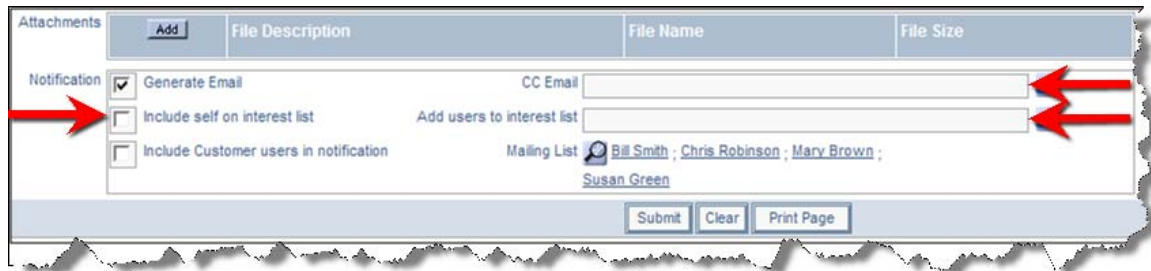 Attachments Add File Description File Name File Size
Notification Generate Email CC Email
Include self on interest list Add users to interest list
Include Customer users in notification Mailing List Bill Smith ; Chris Robinson ; Mary Brown ;
Susan Green
Submit Clear Print Page